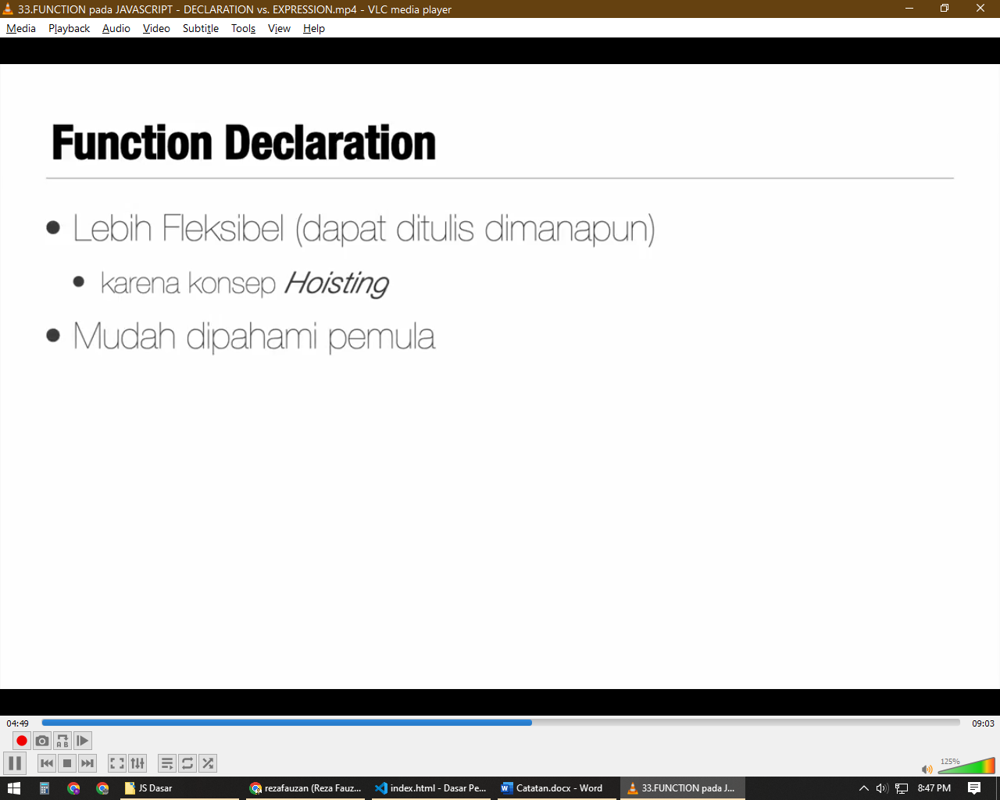 33.FUNCTION pada JAVASCRIPT - DECLARATION vs. EXPRESSION.mp4 - VLC media player
Media Playback Audio Video Subtitle Tools View Help
Function Declaration
Lebih Fleksibel (dapat ditulis dimanapun)
karena konsep Hoisting
Mudah dipahami pemula
04:49 09:03
A B
125%
JS Dasar rezafauzan (Reza Fauz... index.html - Dasar Pe... Catatan.docx - Word 33.FUNCTION pada J... 8:47 PM